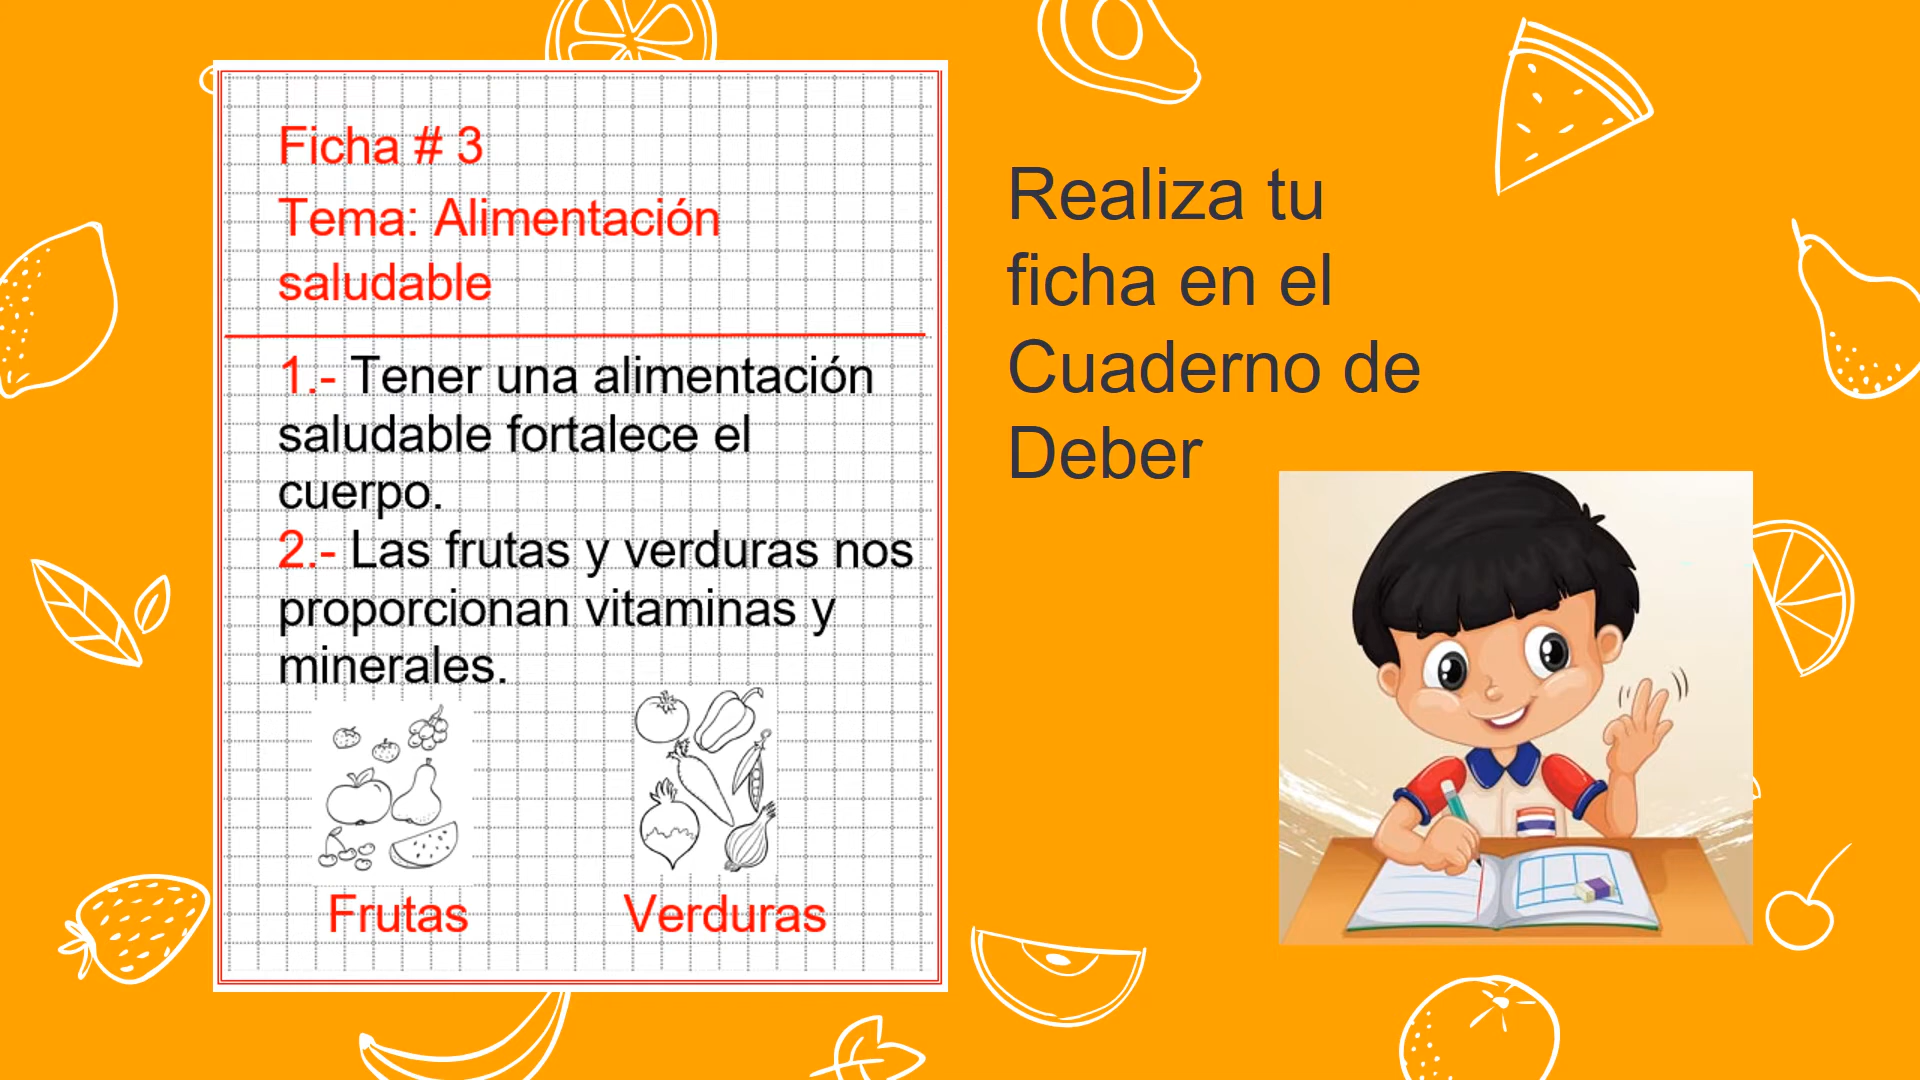 Ficha # 3
Tema: Alimentación
saludable
1.- Tener una alimentación
saludable fortalece el
cuerpo.
2.- Las frutas y verduras nos
proporcionan vitaminas y
minerales.
Frutas
Verduras
Realiza tu
ficha en el
Cuaderno de
Deber